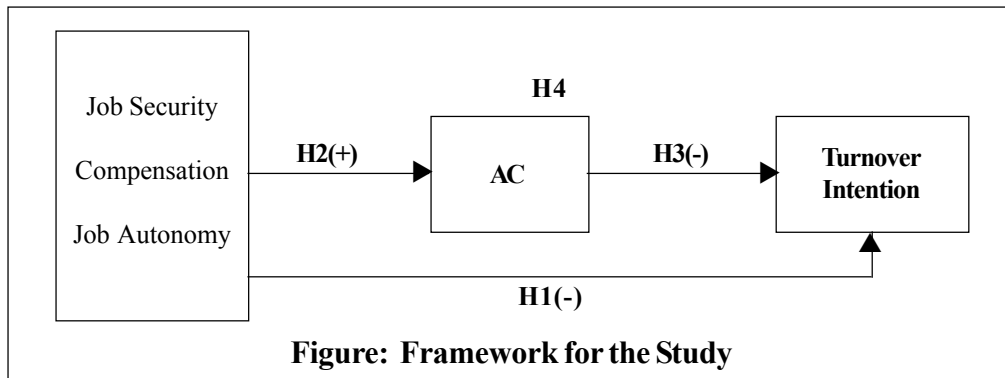 Job Security
Compensation
Job Autonomy
H2(+)
H4
AC
H3(-)
Turnover
Intention
H1(-)
Figure: Framework for the Study